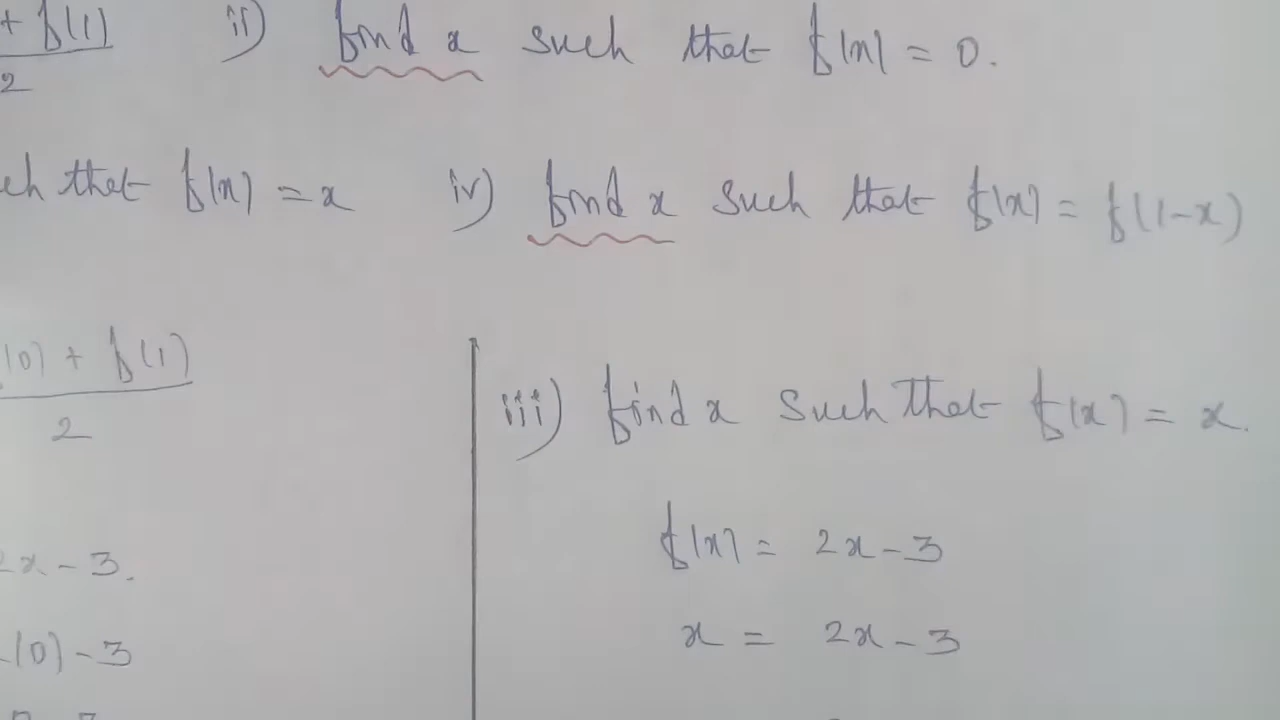 + f(1)
2
ii) find x such that f(x) = 0.
ch that f(x) = x
iv) find x such that f(x) = f(1-x)
(0) + f(1)
2
2x - 3.
(0) - 3
iii) find x such that f(x) = x.
f(x) = 2x - 3
x = 2x - 3